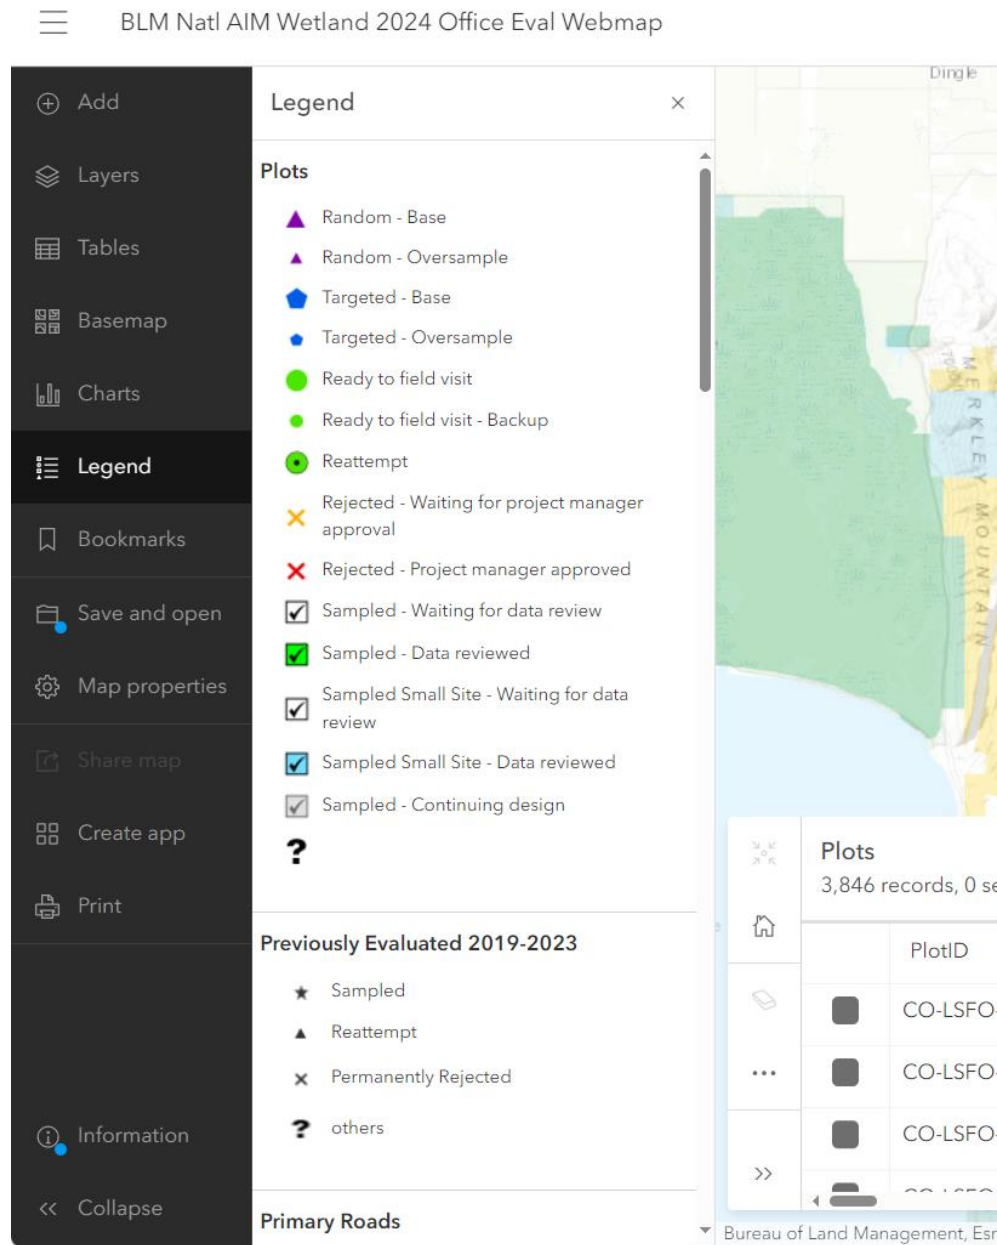 BLM Natl AIM Wetland 2024 Office Eval Webmap
Add
Layers
Tables
Basemap
Charts
Legend
Bookmarks
Save and open
Map properties
Share map
Create app
Print
Information
Collapse
Legend
Plots
Random - Base
Random - Oversample
Targeted - Base
Targeted - Oversample
Ready to field visit
Ready to field visit - Backup
Reattempt
Rejected - Waiting for project manager
approval
Rejected - Project manager approved
Sampled - Waiting for data review
Sampled - Data reviewed
Sampled Small Site - Waiting for data
review
Sampled Small Site - Data reviewed
Sampled - Continuing design
?
Previously Evaluated 2019-2023
Sampled
Reattempt
Permanently Rejected
? others
Primary Roads
Dingle
MERKLEY MOUNTAIN
Plots
3,846 records, 0 se
PlotID
CO-LSFO-
CO-LSFO-
CO-LSFO-
Bureau of Land Management, Esr